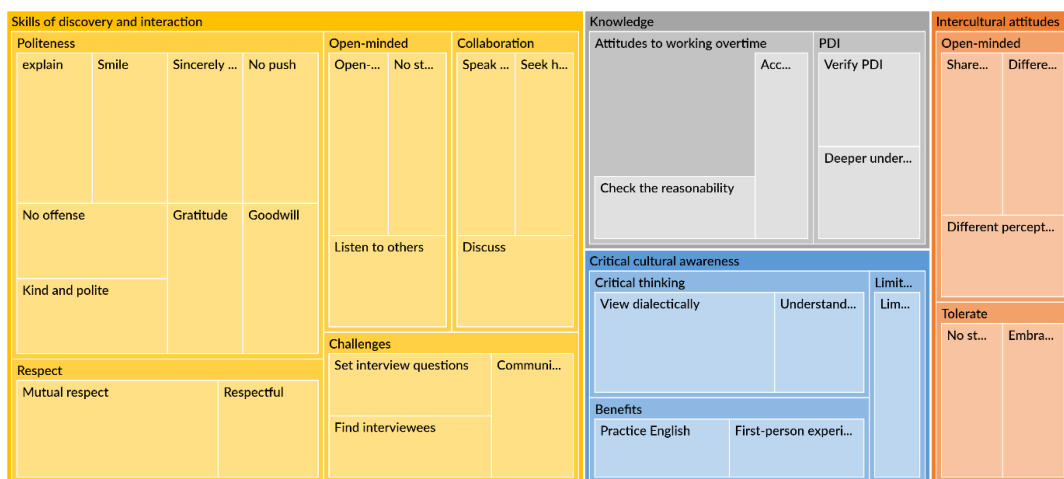 Skills of discovery and interaction
Politeness
explain
Smile
Sincerely ...
No push
No offense
Gratitude
Goodwill
Kind and polite
Respect
Mutual respect
Respectful
Open-minded
Open-...
No st...
Listen to others
Collaboration
Speak ...
Seek h...
Discuss
Challenges
Set interview questions
Communi...
Find interviewees
Knowledge
Attitudes to working overtime
Acc...
Check the reasonability
PDI
Verify PDI
Deeper under...
Critical cultural awareness
Critical thinking
View dialectically
Understand...
Limit...
Lim...
Benefits
Practice English
First-person experi...
Intercultural attitudes
Open-minded
Share...
Differe...
Different percept...
Tolerate
No st...
Embra...